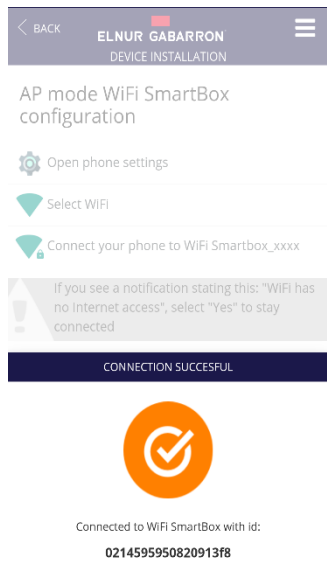 BACK
ELNUR GABARRON
DEVICE INSTALLATION
AP mode WiFi SmartBox
configuration
Open phone settings
Select WiFi
Connect your phone to WiFi Smartbox_xxxx
If you see a notification stating this: "WiFi has
no Internet access", select "Yes" to stay
connected
CONNECTION SUCCESFUL
Connected to WiFi SmartBox with id:
0214595950820913f8